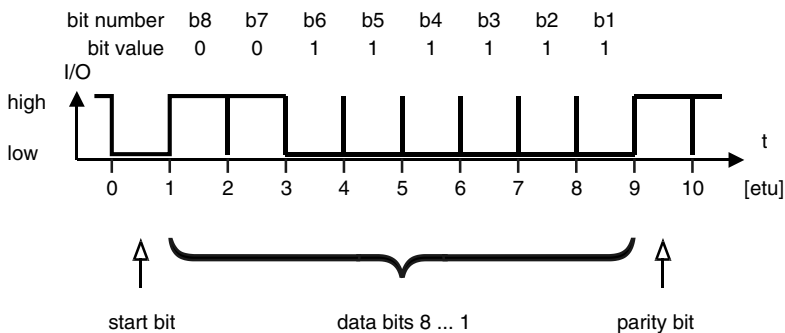 bit number b8 b7 b6 b5 b4 b3 b2 b1
bit value 0 0 1 1 1 1 1 1
I/O
high
low
t
0 1 2 3 4 5 6 7 8 9 10 [etu]
start bit data bits 8 ... 1 parity bit